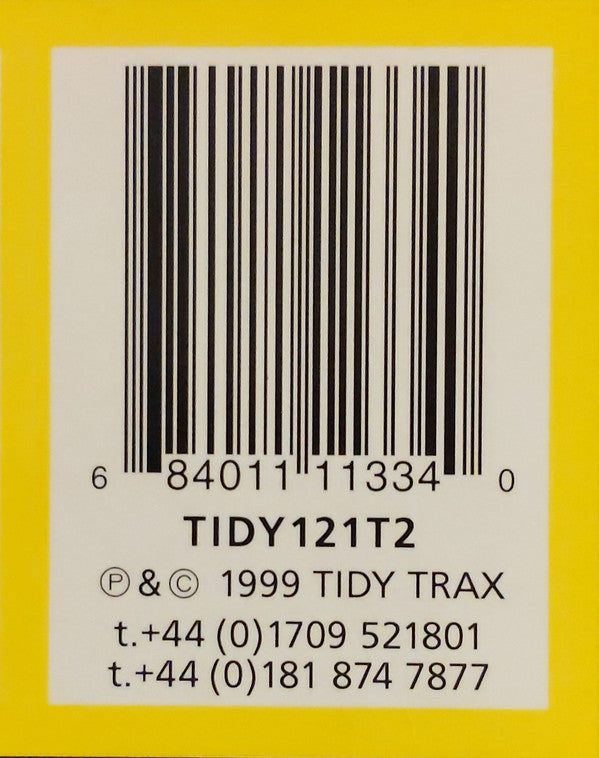 6 84011 11334 0
TIDY121T2
℗ & © 1999 TIDY TRAX
t.+44 (0)1709 521801
t.+44 (0)181 874 7877